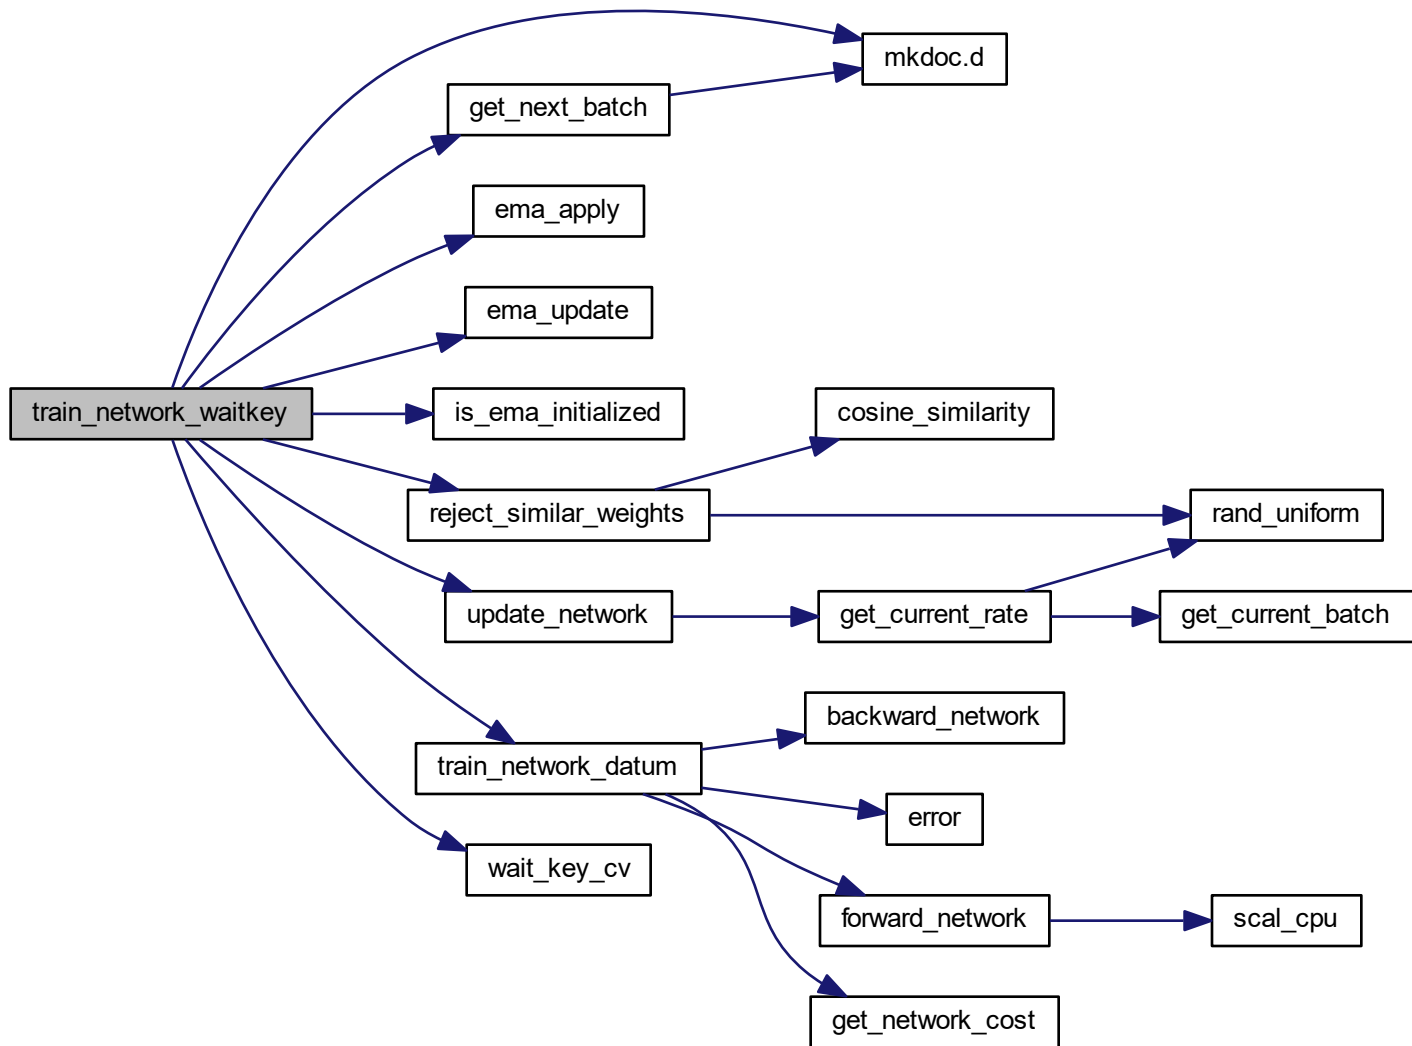 mkdoc.d
get_next_batch
ema_apply
ema_update
train_network_waitkey
is_ema_initialized
cosine_similarity
reject_similar_weights
rand_uniform
update_network
get_current_rate
get_current_batch
backward_network
train_network_datum
error
wait_key_cv
forward_network
scal_cpu
get_network_cost